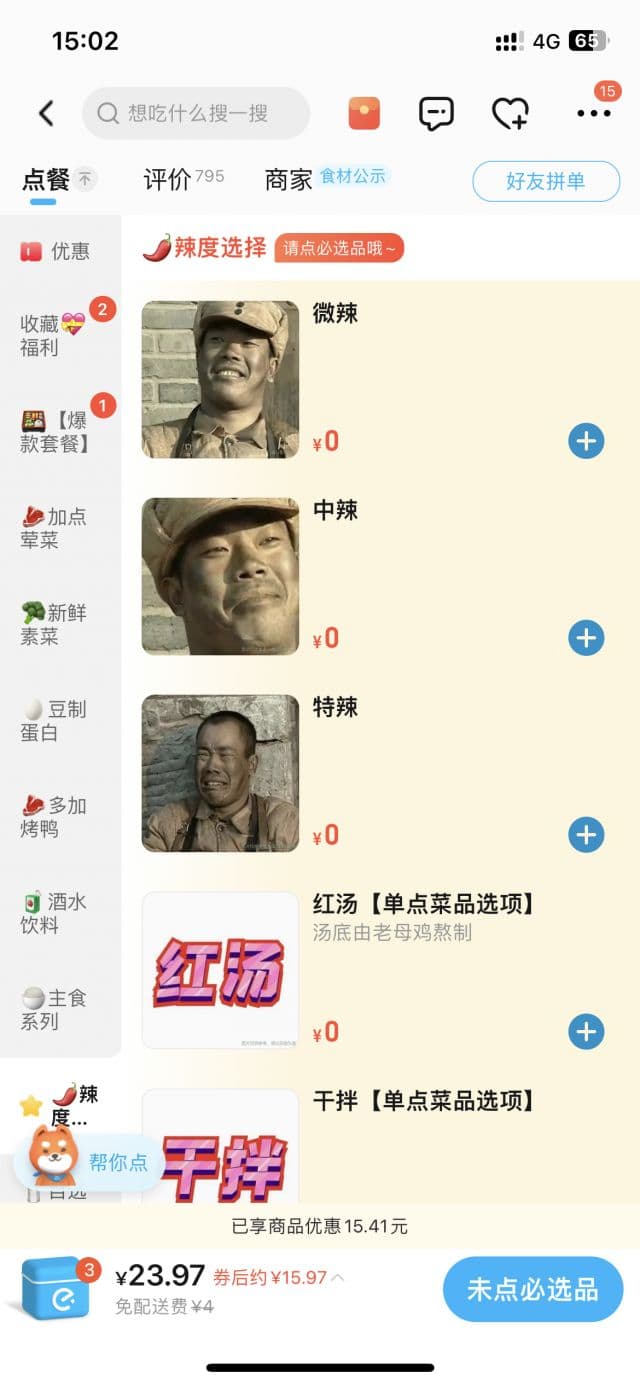 15:02
4G
65
想吃什么搜一搜
15
点餐
评价 795
商家 食材公示
好友拼单
优惠
辣度选择 请点必选品哦~
收藏
福利
2
微辣
¥0
【爆
款套餐】
1
加点
荤菜
中辣
¥0
新鲜
素菜
豆制
蛋白
特辣
¥0
多加
烤鸭
酒水
饮料
红汤【单点菜品选项】
汤底由老母鸡熬制
红汤
¥0
主食
系列
辣
度...
干拌【单点菜品选项】
干拌
帮你点
自选
已享商品优惠15.41元
3
¥23.97 券后约¥15.97
免配送费¥4
未点必选品